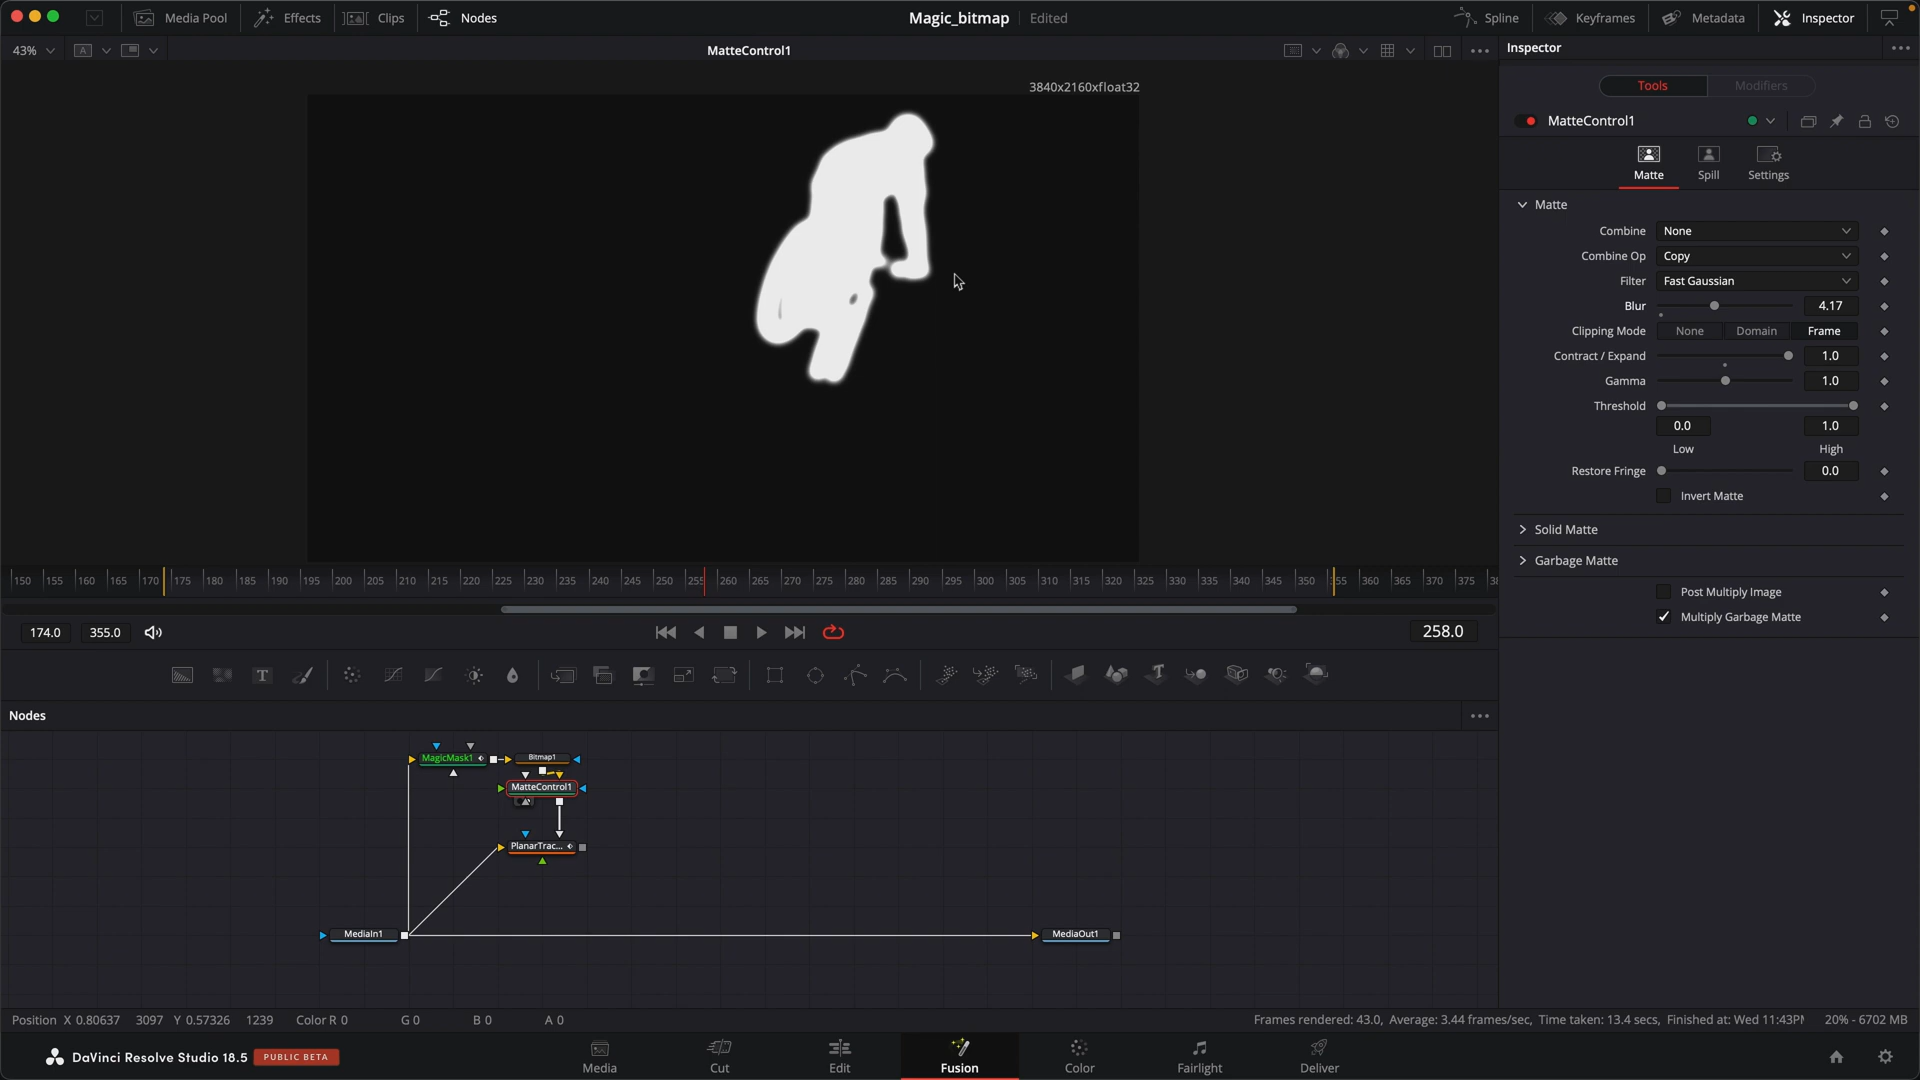 Media Pool Effects Clips Nodes Magic_bitmap Edited Spline Keyframes Metadata Inspector
43% A MatteControl1 Inspector
3840x2160xfloat32
Tools Modifiers
MatteControl1
Matte Spill Settings
Matte
Combine None
Combine Op Copy
Filter Fast Gaussian
Blur 4.17
Clipping Mode None Domain Frame
Contract / Expand 1.0
Gamma 1.0
Threshold
0.0 1.0
Low High
Restore Fringe 0.0
Invert Matte
Solid Matte
Garbage Matte
Post Multiply Image
Multiply Garbage Matte
150 155 160 165 170 175 180 185 190 195 200 205 210 215 220 225 230 235 240 245 250 255 260 265 270 275 280 285 290 295 300 305 310 315 320 325 330 335 340 345 350 355 360 365 370 375
174.0 355.0 258.0
T T
Nodes
MagicMask1 Bitmap1
MatteControl1
PlanarTrac...
MediaIn1 MediaOut1
Position X 0.80637 3097 Y 0.57326 1239 Color R 0 G 0 B 0 A 0 Frames rendered: 43.0, Average: 3.44 frames/sec, Time taken: 13.4 secs, Finished at: Wed 11:43PM 20% - 6702 MB
DaVinci Resolve Studio 18.5 PUBLIC BETA
Media Cut Edit Fusion Color Fairlight Deliver